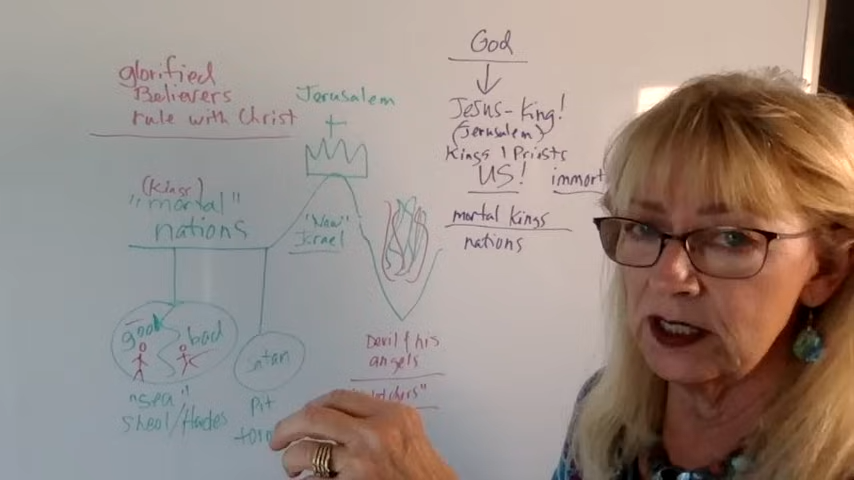 glorified
Believers
rule with Christ
Jerusalem
God
Jesus-King!
(Jerusalem)
Kings / Priests
US!
immort
mortal kings
nations
(Kings)
"mortal"
nations
"New"
Israel
good
bad
Satan
"sea"
Sheol/Hades
Pit
Devil & his
angels